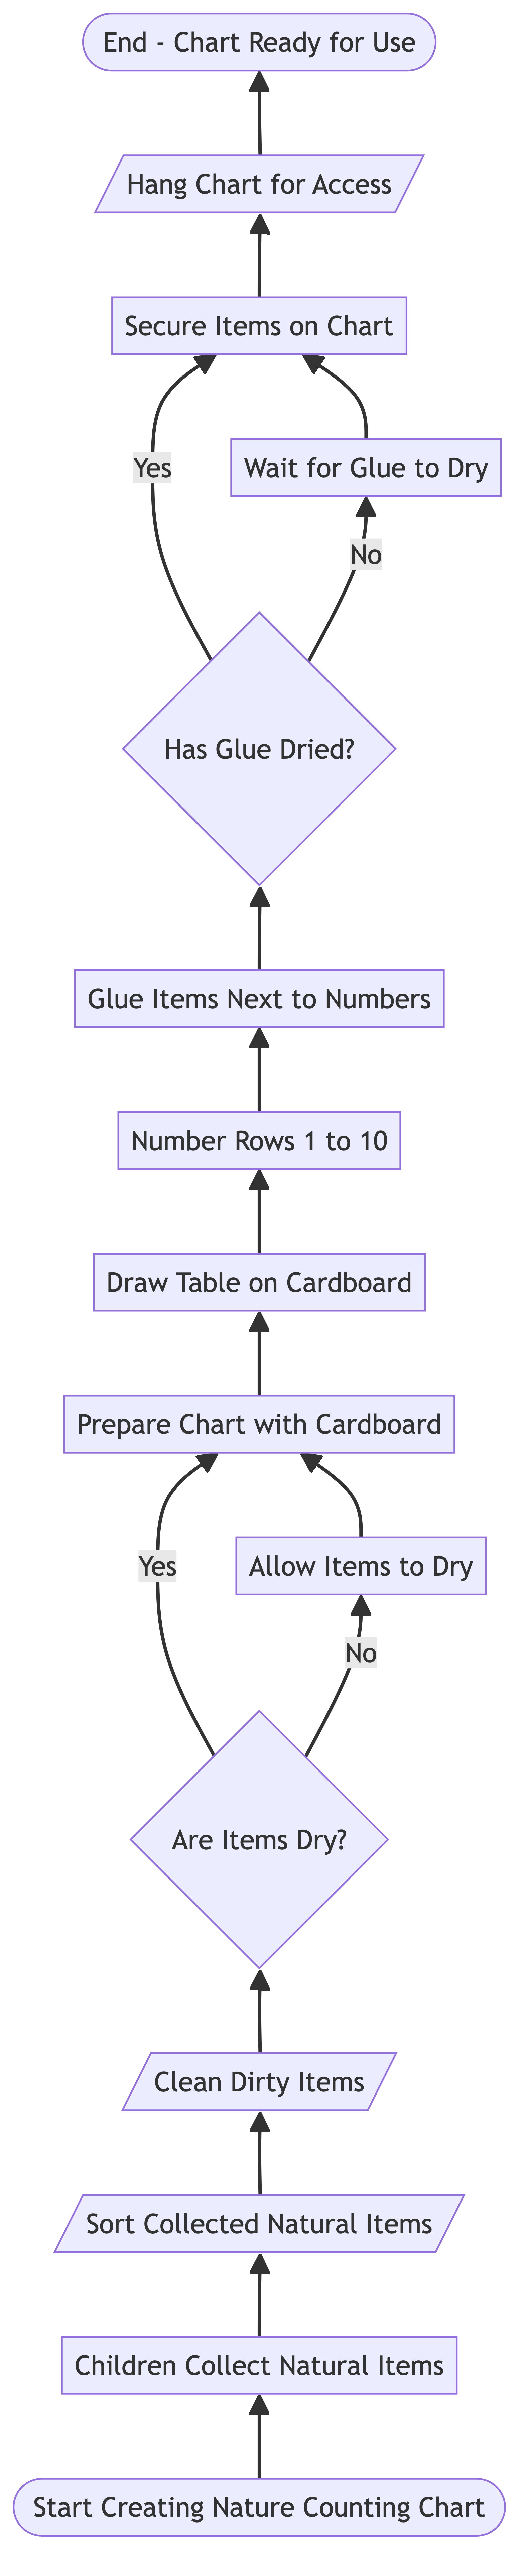 End - Chart Ready for Use
Hang Chart for Access
Secure Items on Chart
Yes
Wait for Glue to Dry
No
Has Glue Dried?
Glue Items Next to Numbers
Number Rows 1 to 10
Draw Table on Cardboard
Prepare Chart with Cardboard
Yes
Allow Items to Dry
No
Are Items Dry?
Clean Dirty Items
Sort Collected Natural Items
Children Collect Natural Items
Start Creating Nature Counting Chart